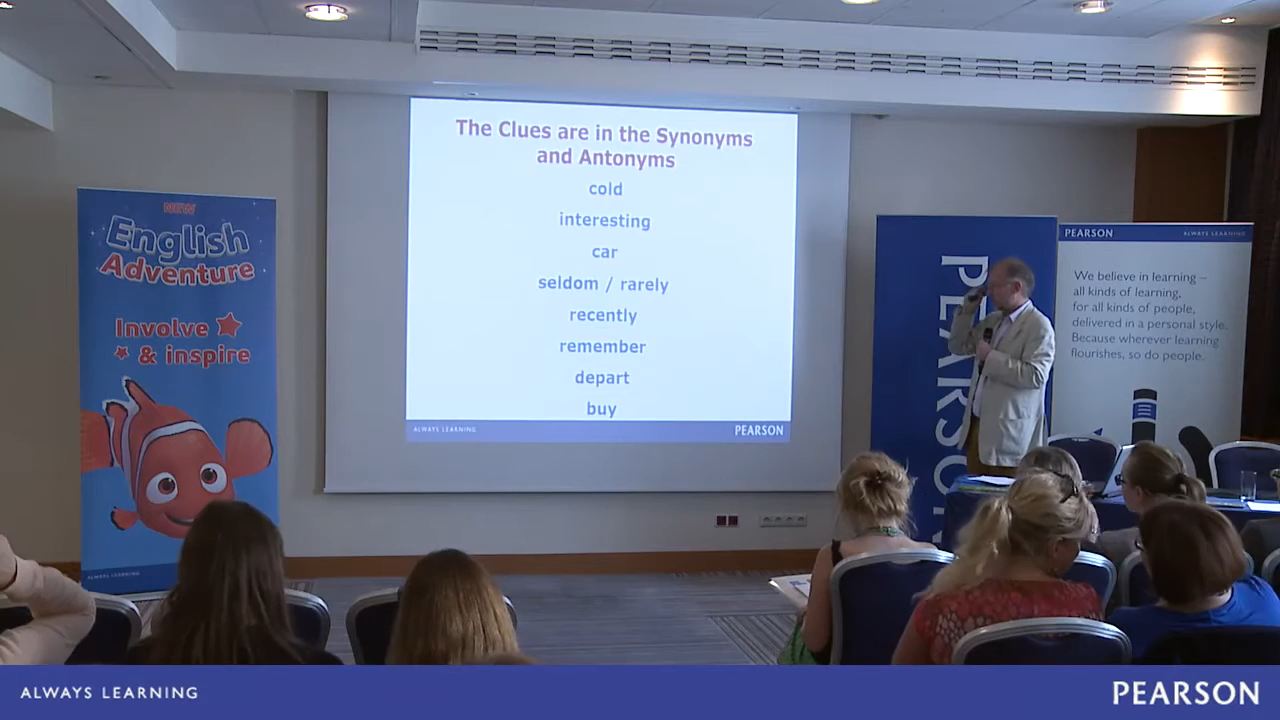 The Clues are in the Synonyms
and Antonyms
cold
interesting
car
seldom / rarely
recently
remember
depart
buy
ALWAYS LEARNING
PEARSON
NEW
English
Adventure
Involve
& inspire
ALWAYS LEARNING
PEARSON
PEARSON
ALWAYS LEARNING
We believe in learning –
all kinds of learning,
for all kinds of people,
delivered in a personal style.
Because wherever learning
flourishes, so do people.
ALWAYS LEARNING
PEARSON